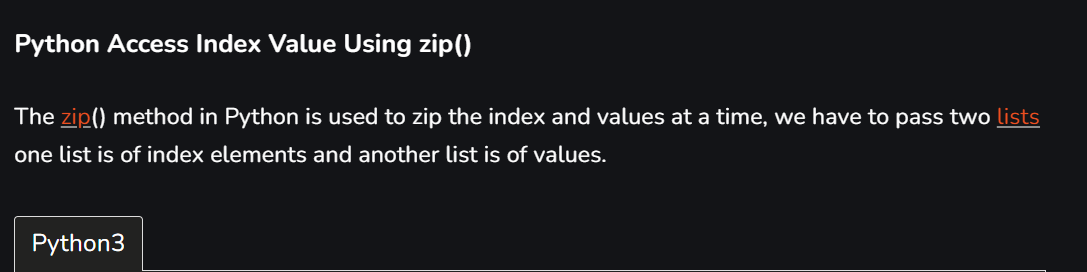 Python Access Index Value Using zip()
The zip() method in Python is used to zip the index and values at a time, we have to pass two lists
one list is of index elements and another list is of values.
Python3